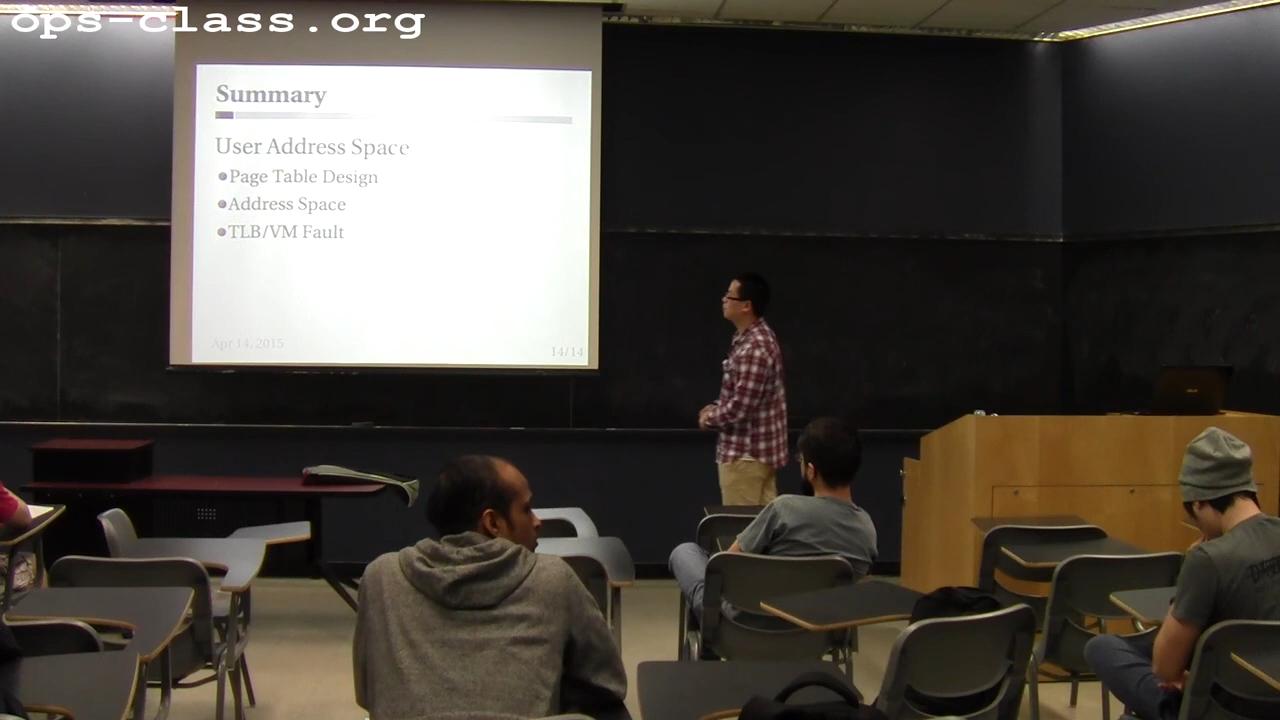 ops-class.org
Summary
User Address Space
•Page Table Design
•Address Space
•TLB/VM Fault
Apr 14, 2015
14/14